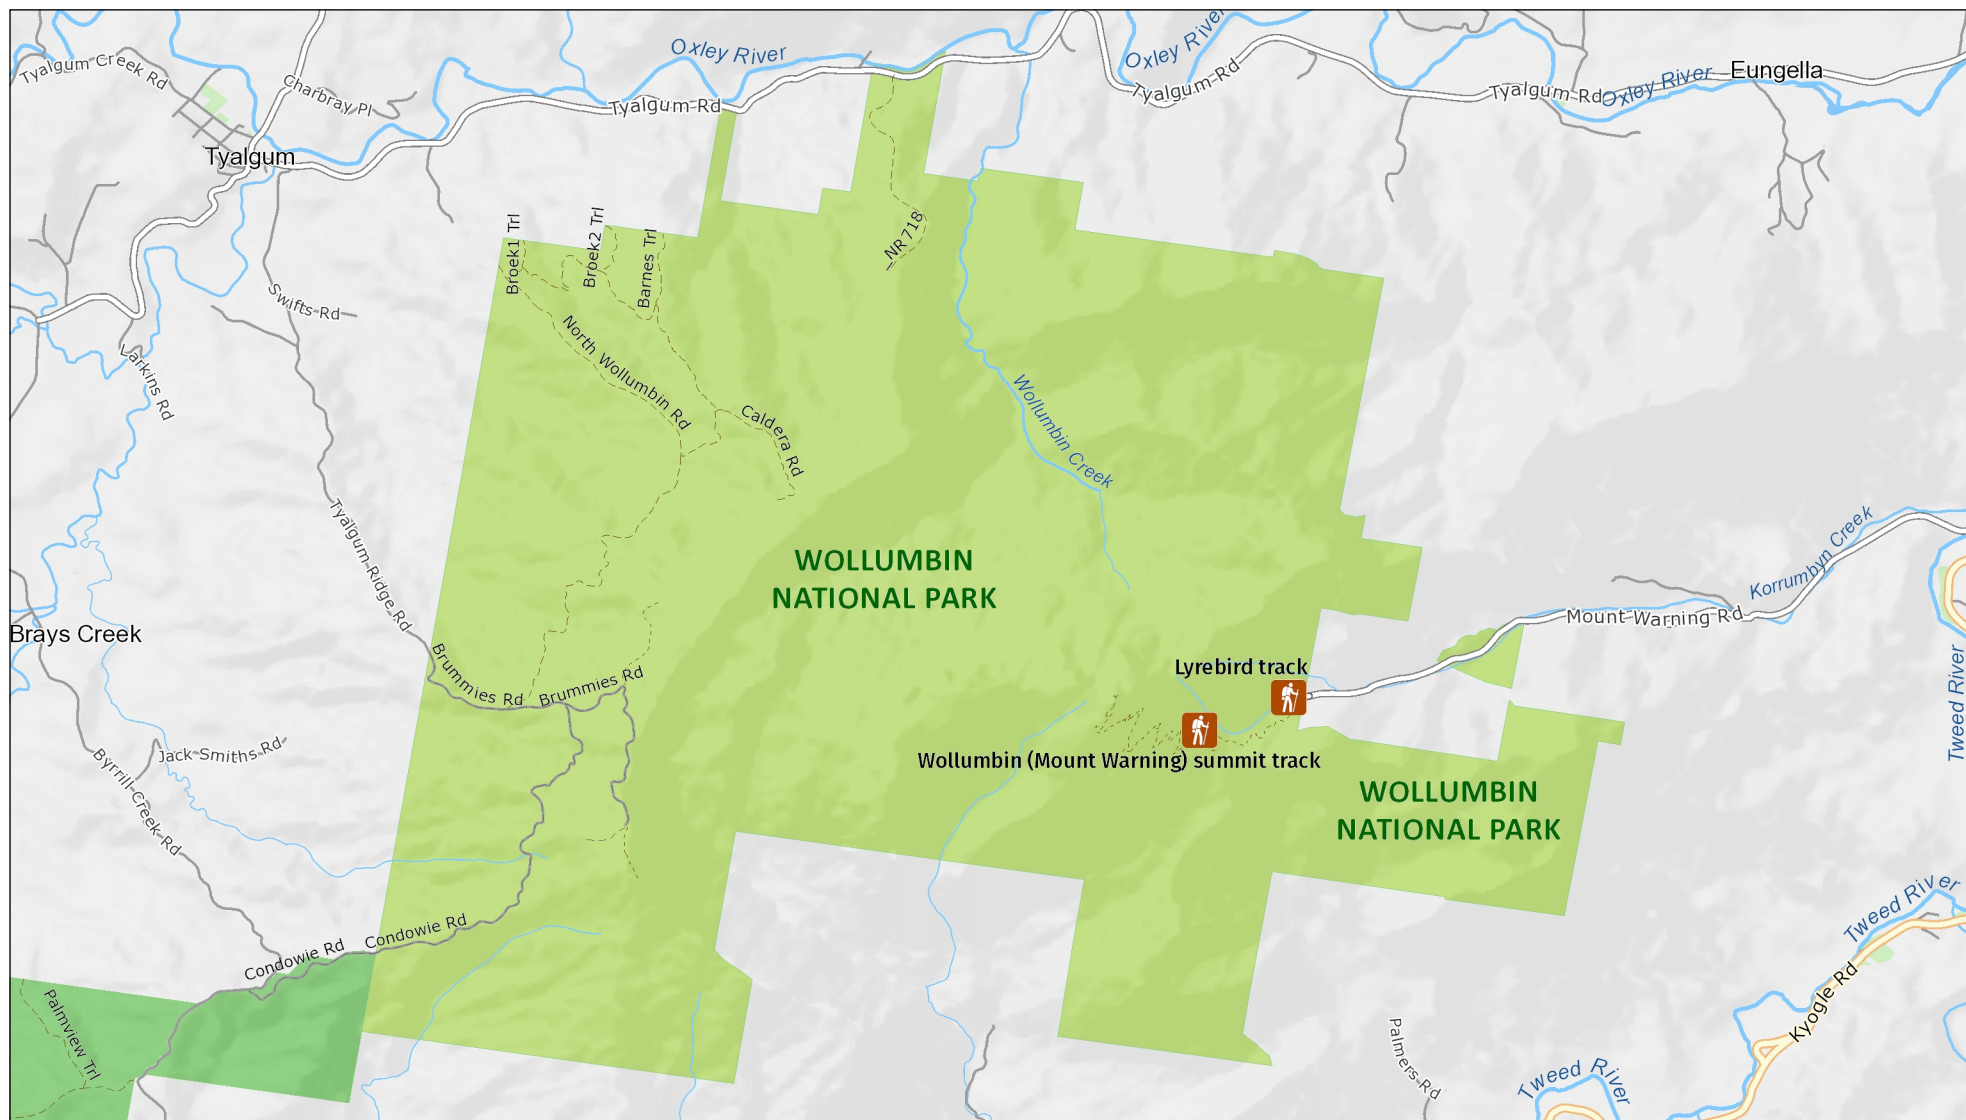 Oxley River
Oxley River
Tyalgum Creek Rd
Charbray Pl
Tyalgum Rd
Tyalgum Rd
Tyalgum Rd
Oxley River
Eungella
Tyalgum
Broek1 Trl
Broek2 Trl
Barnes Trl
NR 718
Swifts Rd
Larkins Rd
North Wollumbin Rd
Caldera Rd
Wollumbin Creek
Tyalgum Ridge Rd
WOLLUMBIN
NATIONAL PARK
Korrumbyn Creek
Mount Warning Rd
Brays Creek
Brummies Rd
Brummies Rd
Lyrebird track
Tweed River
Wollumbin (Mount Warning) summit track
Jack Smiths Rd
Byrrill Creek Rd
WOLLUMBIN
NATIONAL PARK
Condowie Rd
Condowie Rd
Tweed River
Kyogle Rd
Palmview Trl
Palmers Rd
Tweed River